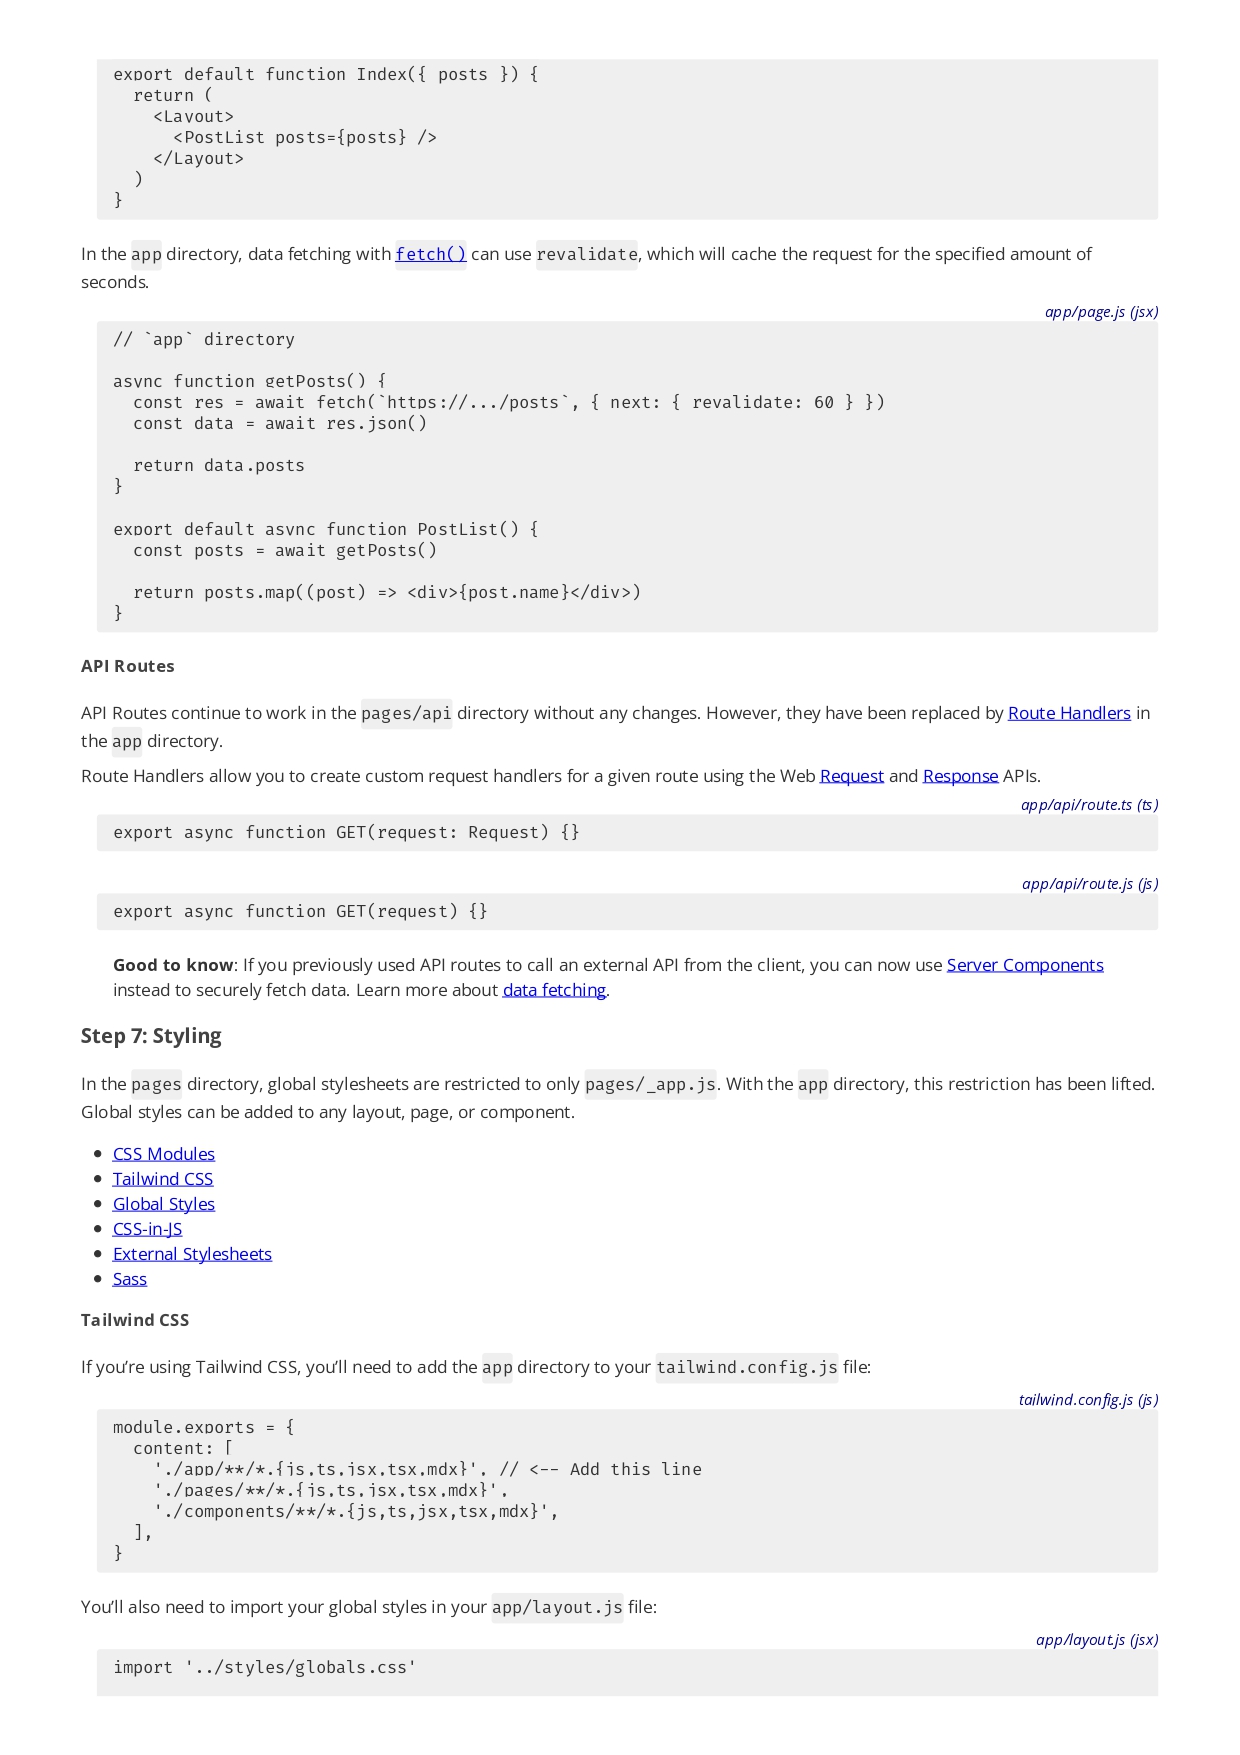 export default function Index({ posts }) {
  return (
    <Layout>
      <PostList posts={posts} />
    </Layout>
  )
}
In the app directory, data fetching with fetch() can use revalidate, which will cache the request for the specified amount of
seconds.
app/page.js (jsx)
// `app` directory

async function getPosts() {
  const res = await fetch(`https://.../posts`, { next: { revalidate: 60 } })
  const data = await res.json()

  return data.posts
}

export default async function PostList() {
  const posts = await getPosts()

  return posts.map((post) => <div>{post.name}</div>)
}
API Routes
API Routes continue to work in the pages/api directory without any changes. However, they have been replaced by Route Handlers in
the app directory.
Route Handlers allow you to create custom request handlers for a given route using the Web Request and Response APIs.
app/api/route.ts (ts)
export async function GET(request: Request) {}
app/api/route.js (js)
export async function GET(request) {}
Good to know: If you previously used API routes to call an external API from the client, you can now use Server Components
instead to securely fetch data. Learn more about data fetching.
Step 7: Styling
In the pages directory, global stylesheets are restricted to only pages/_app.js. With the app directory, this restriction has been lifted.
Global styles can be added to any layout, page, or component.
• CSS Modules
• Tailwind CSS
• Global Styles
• CSS-in-JS
• External Stylesheets
• Sass
Tailwind CSS
If you’re using Tailwind CSS, you’ll need to add the app directory to your tailwind.config.js file:
tailwind.config.js (js)
module.exports = {
  content: [
    './app/**/*.{js,ts,jsx,tsx,mdx}', // <-- Add this line
    './pages/**/*.{js,ts,jsx,tsx,mdx}',
    './components/**/*.{js,ts,jsx,tsx,mdx}',
  ],
}
You’ll also need to import your global styles in your app/layout.js file:
app/layout.js (jsx)
import '../styles/globals.css'